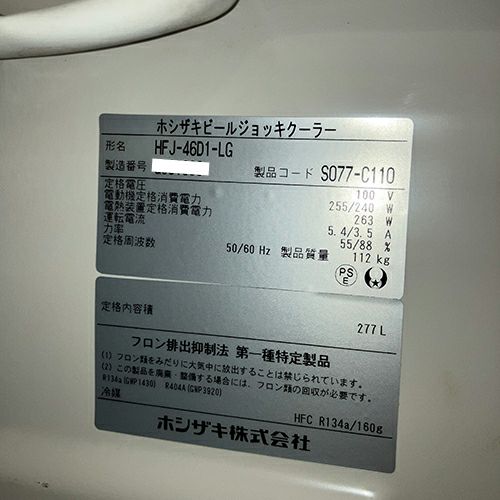 ホシザキビールジョッキクーラー
形名 HFJ-46D1-LG
製造番号 製品コード S077-C110
定格電圧 100 V
電動機定格消費電力 255/240 W
電熱装置定格消費電力 263 W
運転電流 5.4/3.5 A
力率 55/88 %
定格周波数 50/60 Hz 製品質量 112 kg
PS
E
定格内容積 277 L
フロン排出抑制法 第一種特定製品
(1) フロン類をみだりに大気中に放出することは禁じられています。
(2) この製品を廃棄・整備する場合には、フロン類の回収が必要です。
R134a(GWP1430) R404A(GWP3920)
冷媒 HFC R134a/160g
ホシザキ株式会社